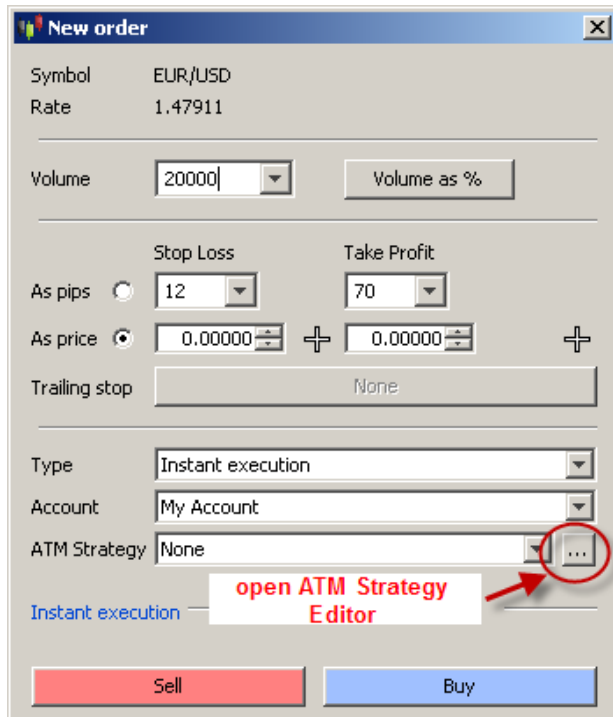 New order
Symbol EUR/USD
Rate 1.47911
Volume 20000 Volume as %
Stop Loss Take Profit
As pips 12 70
As price 0.00000 0.00000
Trailing stop None
Type Instant execution
Account My Account
ATM Strategy None ...
open ATM Strategy
Editor
Instant execution
Sell Buy